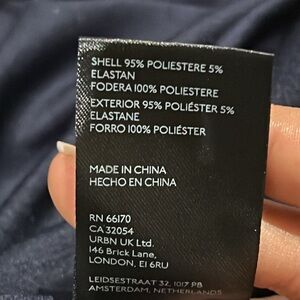 SHELL 95% POLIESTERE 5%
ELASTAN
FODERA 100% POLIESTERE
EXTERIOR 95% POLIÉSTER 5%
ELASTANE
FORRO 100% POLIÉSTER
MADE IN CHINA
HECHO EN CHINA
RN 66170
CA 32054
URBN UK Ltd.
146 Brick Lane,
LONDON, E1 6RU
LEIDSESTRAAT 32, 1017 PB
AMSTERDAM, NETHERLANDS